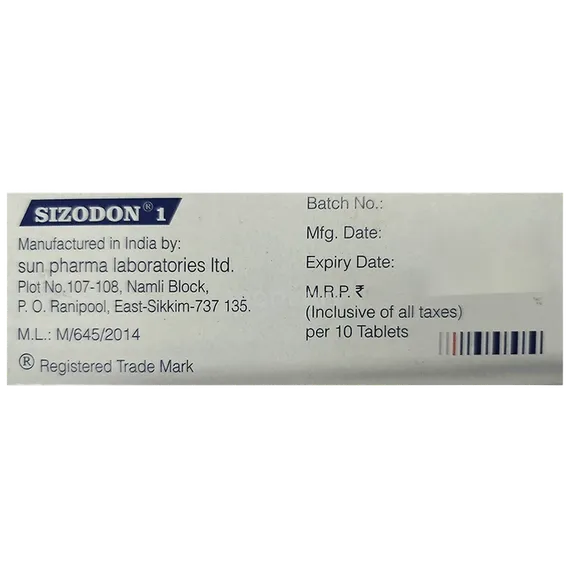 SIZODON® 1
Manufactured in India by:
sun pharma laboratories ltd.
Plot No.107-108, Namli Block,
P. O. Ranipool, East-Sikkim-737 135.
M.L.: M/645/2014
® Registered Trade Mark
Batch No.:
Mfg. Date:
Expiry Date:
M.R.P. ₹
(Inclusive of all taxes)
per 10 Tablets